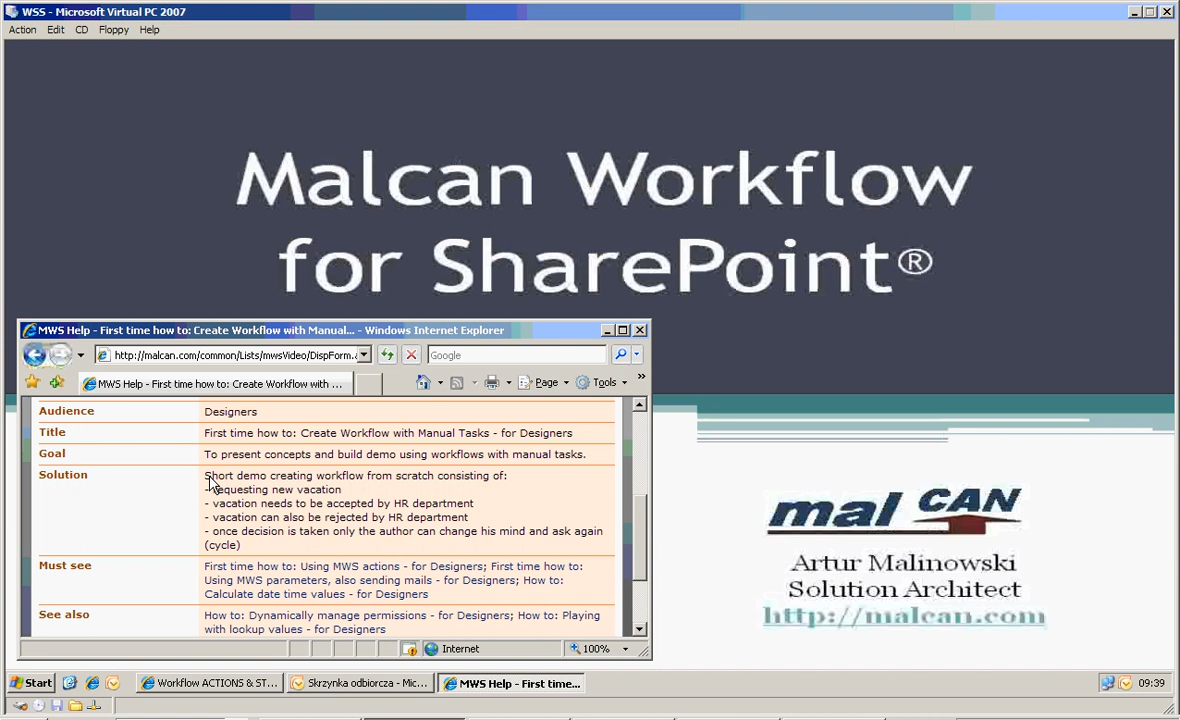 WSS - Microsoft Virtual PC 2007
Action Edit CD Floppy Help
Malcan Workflow
for SharePoint®
MWS Help - First time how to: Create Workflow with Manual... - Windows Internet Explorer
http://malcan.com/common/Lists/mwsVideo/DispForm.a
Google
MWS Help - First time how to: Create Workflow with ...
Page Tools »
Audience Designers
Title First time how to: Create Workflow with Manual Tasks - for Designers
Goal To present concepts and build demo using workflows with manual tasks.
Solution Short demo creating workflow from scratch consisting of:
requesting new vacation
- vacation needs to be accepted by HR department
- vacation can also be rejected by HR department
- once decision is taken only the author can change his mind and ask again
(cycle)
Must see First time how to: Using MWS actions - for Designers; First time how to:
Using MWS parameters, also sending mails - for Designers; How to:
Calculate date time values - for Designers
See also How to: Dynamically manage permissions - for Designers; How to: Playing
with lookup values - for Designers
Internet 100%
mal CAN
Artur Malinowski
Solution Architect
http://malcan.com
Start Workflow ACTIONS & ST... Skrzynka odbiorcza - Mic... MWS Help - First time... 09:39